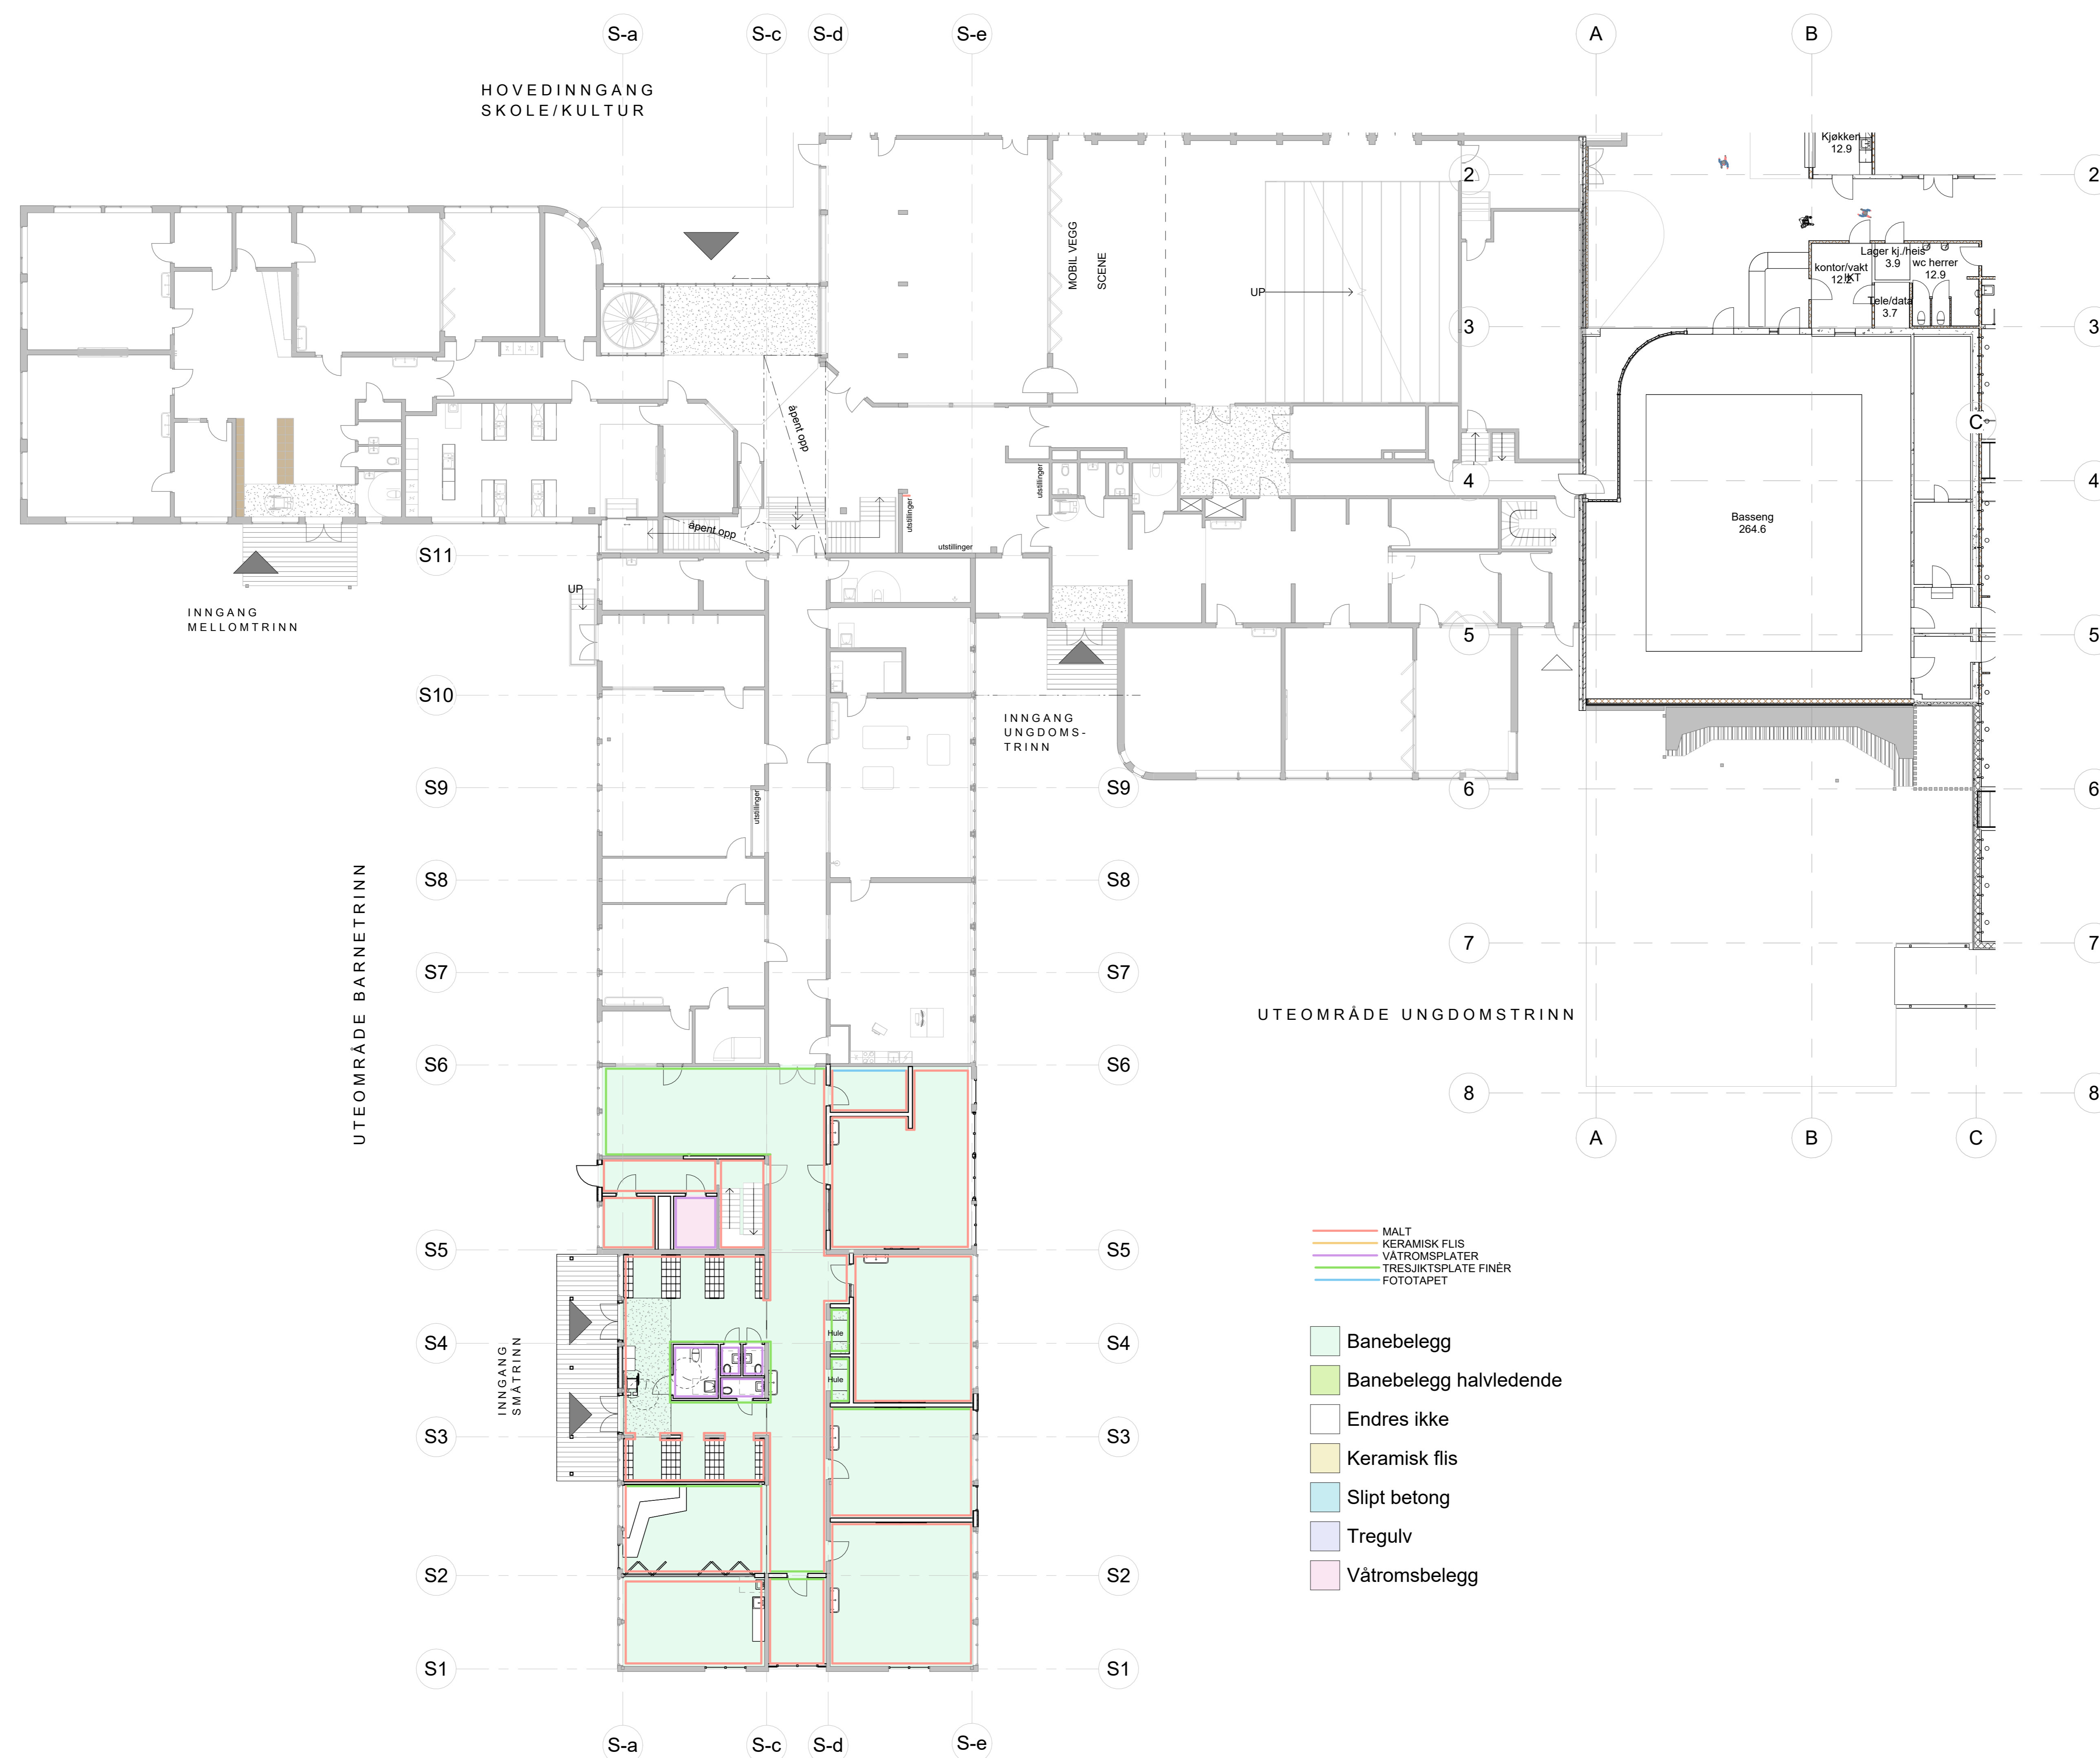 S-a
S-c
S-d
S-e
A
B
HOVEDINNGANG
SKOLE/KULTUR
Kjøkken
12.9
2
2
MOBIL VEGG
SCENE
UP
Lager kj./heis
3.9
kontor/vakt
12.2
IKT
wc herrer
12.9
Tele/data
3.7
3
3
åpent opp
C
4
4
utstillinger
utstillinger
åpent opp
utstillinger
Basseng
264.6
S11
UP
INNGANG
MELLOMTRINN
5
5
S10
INNGANG
UNGDOMS-
TRINN
S9
utstillinger
S9
6
6
UTEOMRÅDE BARNETRINN
S8
S8
7
7
S7
S7
UTEOMRÅDE UNGDOMSTRINN
S6
S6
8
8
A
B
C
S5
S5
MALT
KERAMISK FLIS
VÅTROMSPLATER
TRESJIKTSPLATE FINÈR
FOTOTAPET
INNGANG
SMÅTRINN
S4
Hule
S4
Hule
Banebelegg
Banebelegg halvledende
Endres ikke
Keramisk flis
Slipt betong
Tregulv
Våtromsbelegg
S3
S3
S2
S2
S1
S1
S-a
S-c
S-d
S-e